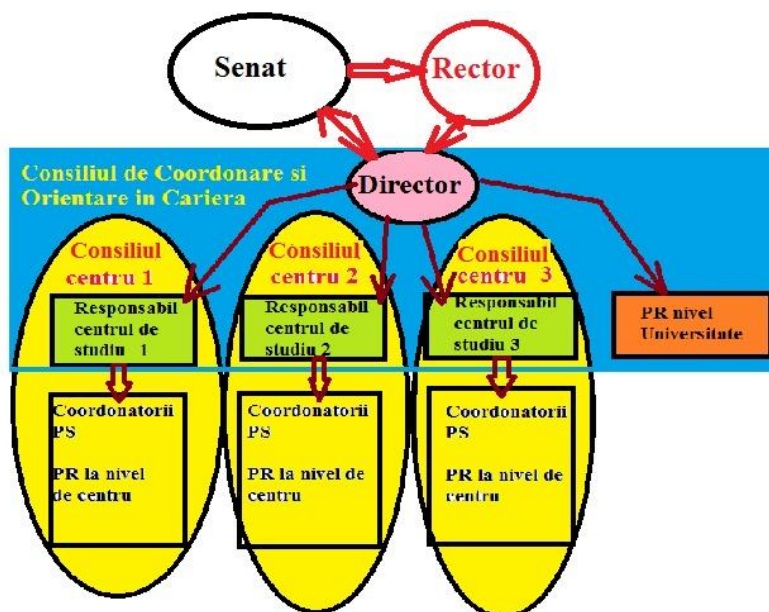 Senat
Rector
Consiliul de Coordonare si
Orientare in Cariera
Director
Consiliul
centru 1
Responsabil
centrul de
studiu 1
Coordonatorii
PS
PR la nivel
de centru
Consiliul
centru 2
Responsabil
centrul de
studiu 2
Coordonatorii
PS
PR la nivel de
centru
Consiliul
centru 3
Responsabil
centrul de
studiu 3
Coordonatorii
PS
PR la nivel de
centru
PR nivel
Universitate